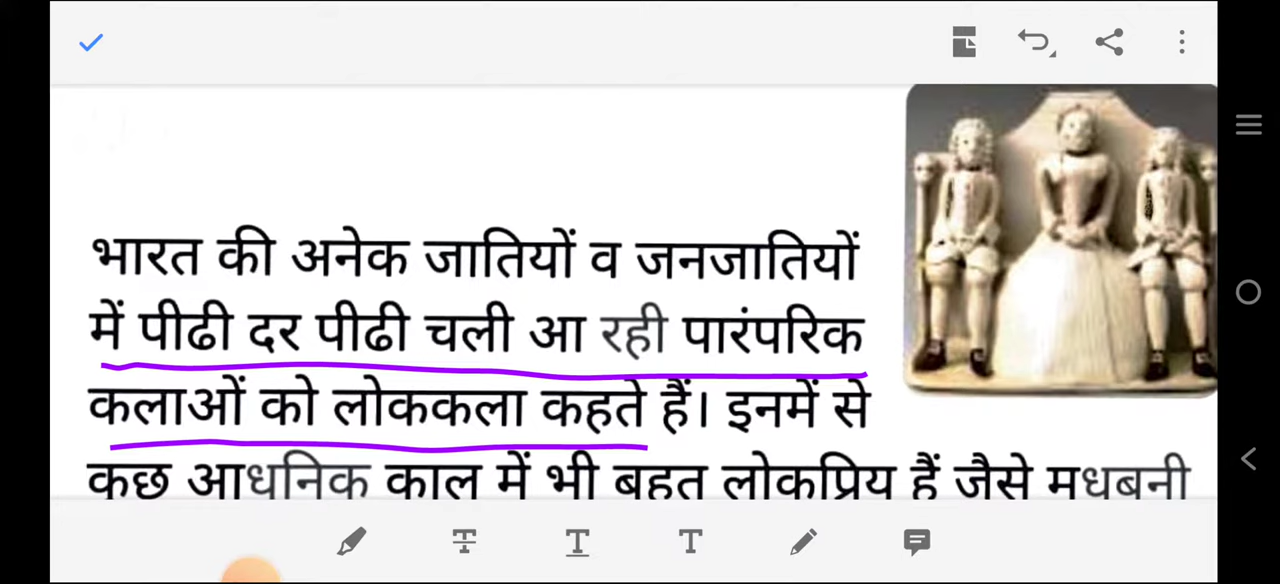 भारत की अनेक जातियों व जनजातियों
में पीढी दर पीढी चली आ रही पारंपरिक
कलाओं को लोककला कहते हैं। इनमें से
कुछ आधुनिक काल में भी बहुत लोकप्रिय हैं जैसे मधुबनी